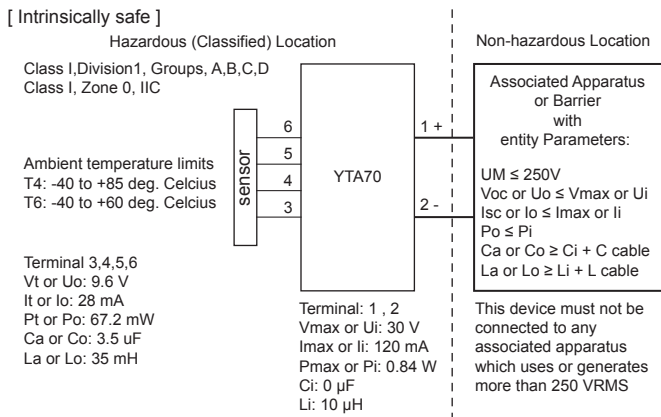 [ Intrinsically safe ]
Hazardous (Classified) Location
Non-hazardous Location
Class I,Division1, Groups, A,B,C,D
Class I, Zone 0, IIC
Ambient temperature limits
T4: -40 to +85 deg. Celcius
T6: -40 to +60 deg. Celcius
Terminal 3,4,5,6
Vt or Uo: 9.6 V
It or Io: 28 mA
Pt or Po: 67.2 mW
Ca or Co: 3.5 uF
La or Lo: 35 mH
sensor
6
5
4
3
YTA70
1 +
2 -
Terminal: 1 , 2
Vmax or Ui: 30 V
Imax or Ii: 120 mA
Pmax or Pi: 0.84 W
Ci: 0 µF
Li: 10 µH
Associated Apparatus
or Barrier
with
entity Parameters:
UM ≤ 250V
Voc or Uo ≤ Vmax or Ui
Isc or Io ≤ Imax or Ii
Po ≤ Pi
Ca or Co ≥ Ci + C cable
La or Lo ≥ Li + L cable
This device must not be
connected to any
associated apparatus
which uses or generates
more than 250 VRMS